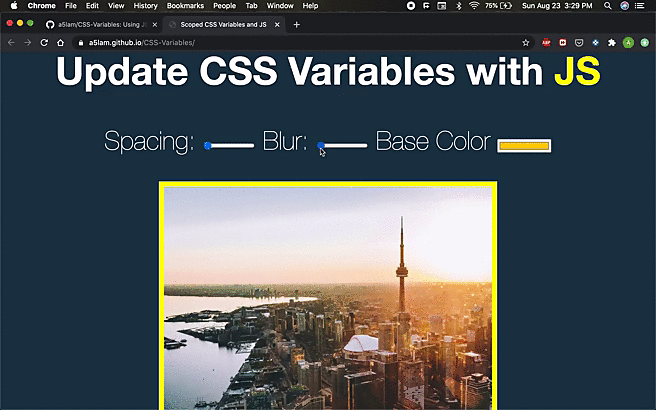 Chrome File Edit View History Bookmarks People Tab Window Help 75% Sun Aug 23 3:29 PM
a5lam/CSS-Variables: Using J Scoped CSS Variables and JS
a5lam.github.io/CSS-Variables/
Update CSS Variables with JS
Spacing: Blur: Base Color